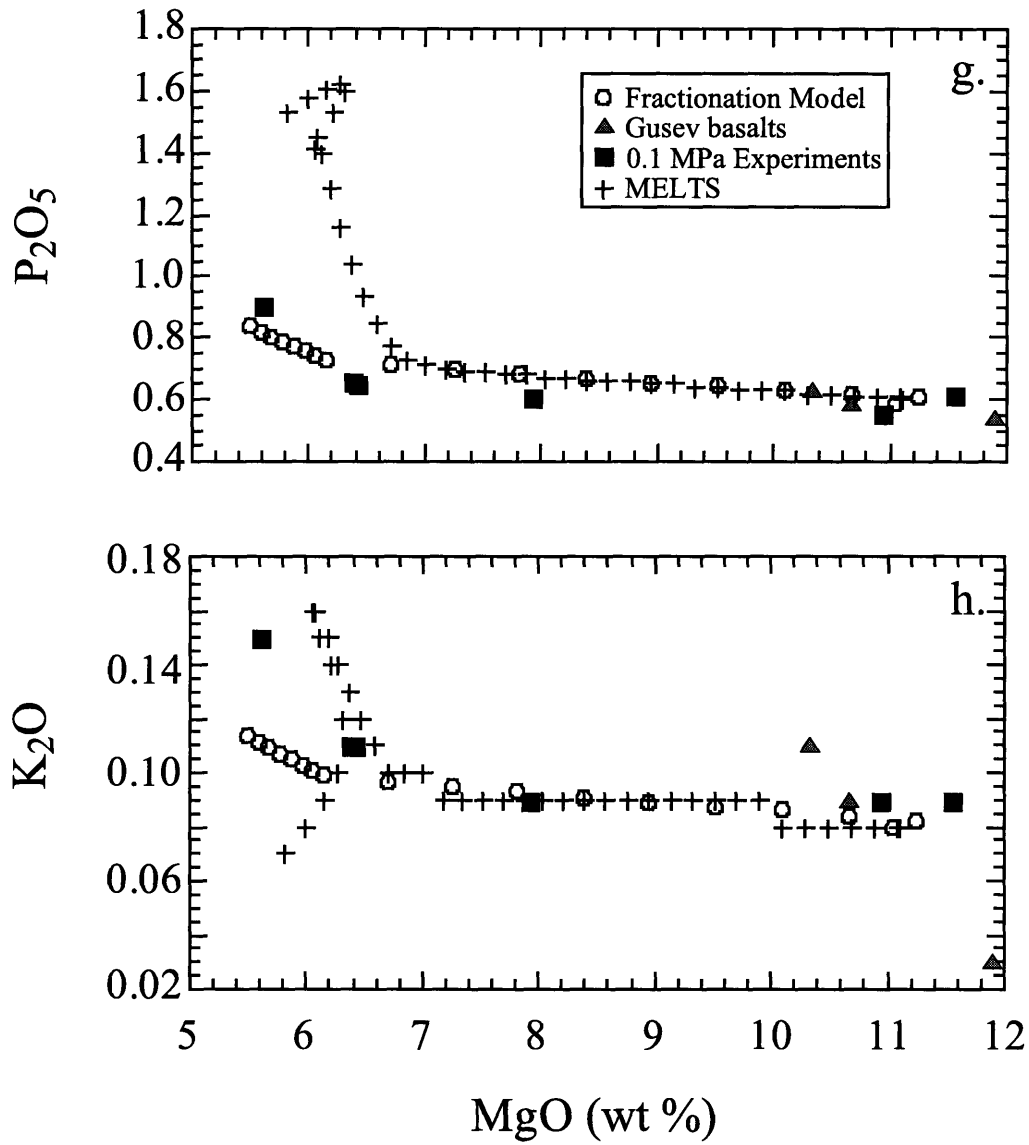 1.8
1.6
1.4
1.2
1.0
0.8
0.6
0.4
P₂O₅
g.
Fractionation Model
Gusev basalts
0.1 MPa Experiments
MELTS
0.18
0.14
0.10
0.06
0.02
K₂O
h.
5 6 7 8 9 10 11 12
MgO (wt %)